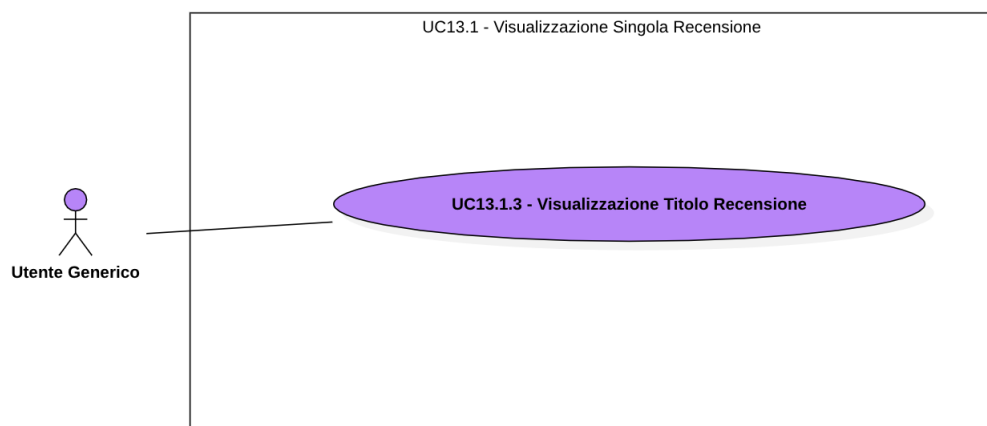 UC13.1 - Visualizzazione Singola Recensione
UC13.1.3 - Visualizzazione Titolo Recensione
Utente Generico